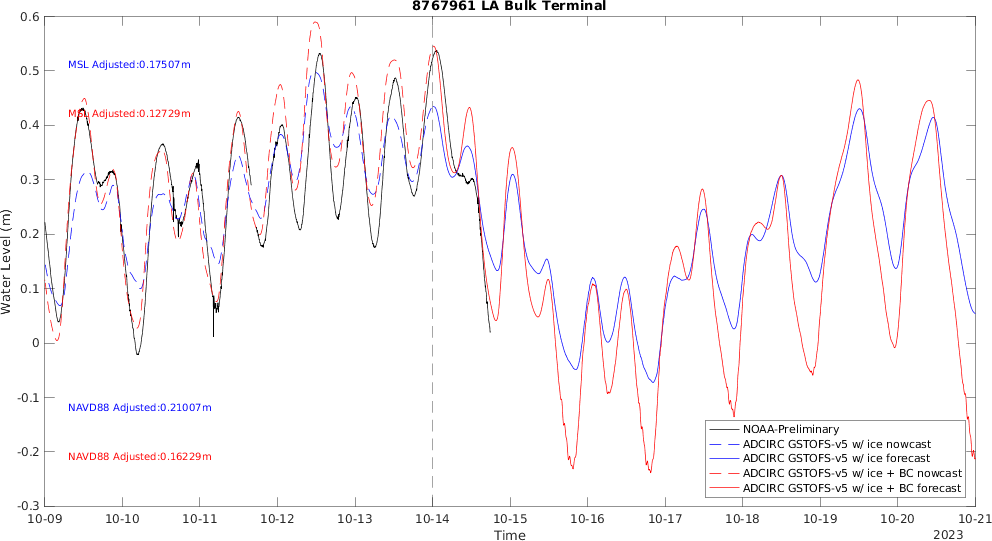 8767961 LA Bulk Terminal
Water Level (m)
0.6
0.5
0.4
0.3
0.2
0.1
0
-0.1
-0.2
-0.3
MSL Adjusted:0.17507m
MSL Adjusted:0.12729m
NAVD88 Adjusted:0.21007m
NAVD88 Adjusted:0.16229m
NOAA-Preliminary
ADCIRC GSTOFS-v5 w/ ice nowcast
ADCIRC GSTOFS-v5 w/ ice forecast
ADCIRC GSTOFS-v5 w/ ice + BC nowcast
ADCIRC GSTOFS-v5 w/ ice + BC forecast
10-09 10-10 10-11 10-12 10-13 10-14 10-15 10-16 10-17 10-18 10-19 10-20 10-21
Time
2023